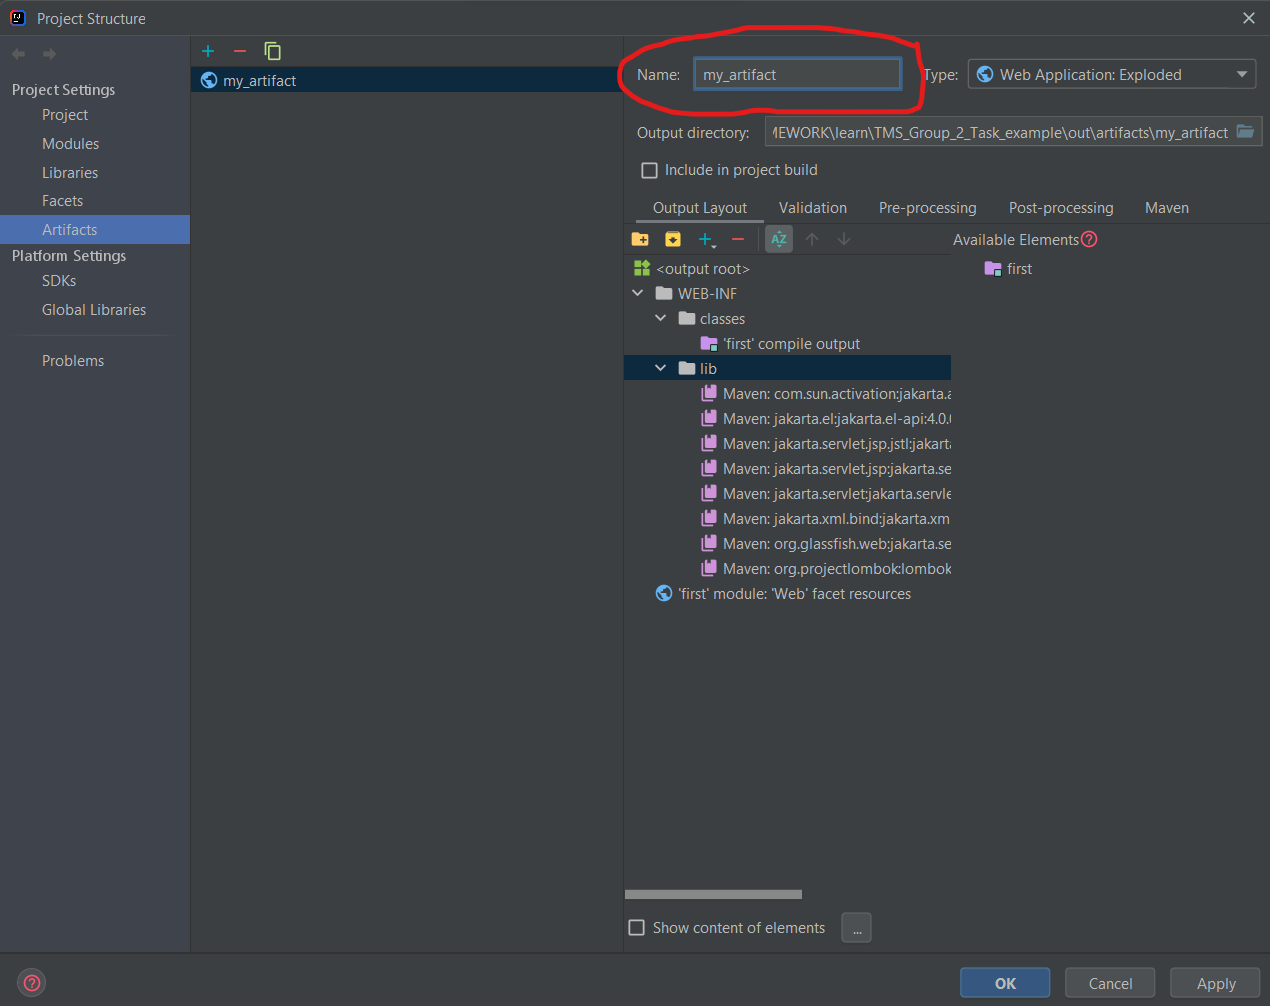 Project Structure
Project Settings
Project
Modules
Libraries
Facets
Artifacts
Platform Settings
SDKs
Global Libraries
Problems
my_artifact
Name: my_artifact
Type: Web Application: Exploded
Output directory: \learn\TMS_Group_2_Task_example\out\artifacts\my_artifact
Include in project build
Output Layout Validation Pre-processing Post-processing Maven
AZ
Available Elements ?
<output root>
WEB-INF
classes
'first' compile output
lib
Maven: com.sun.activation:jakarta.
Maven: jakarta.el:jakarta.el-api:4.0.
Maven: jakarta.servlet.jsp.jstl:jakart
Maven: jakarta.servlet.jsp:jakarta.se
Maven: jakarta.servlet:jakarta.servle
Maven: jakarta.xml.bind:jakarta.xm
Maven: org.glassfish.web:jakarta.se
Maven: org.projectlombok:lombok
'first' module: 'Web' facet resources
first
Show content of elements ...
? OK Cancel Apply